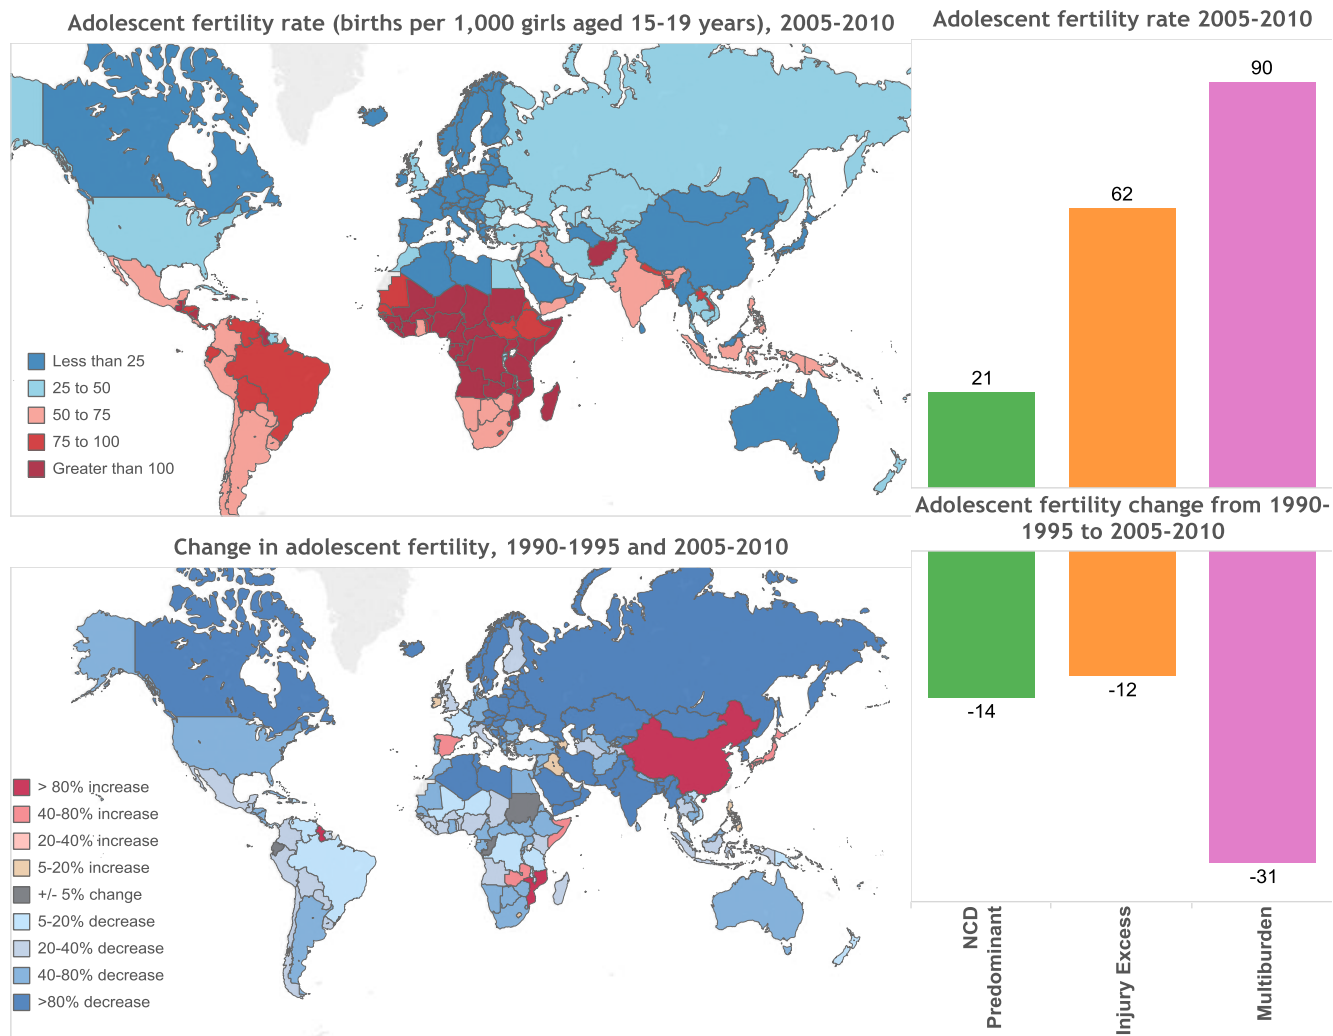 Adolescent fertility rate (births per 1,000 girls aged 15-19 years), 2005-2010
Less than 25
25 to 50
50 to 75
75 to 100
Greater than 100
Adolescent fertility rate 2005-2010
90
62
21
Change in adolescent fertility, 1990-1995 and 2005-2010
> 80% increase
40-80% increase
20-40% increase
5-20% increase
+/- 5% change
5-20% decrease
20-40% decrease
40-80% decrease
>80% decrease
Adolescent fertility change from 1990-
1995 to 2005-2010
-14
-12
-31
NCD
Predominant
Injury Excess
Multiburden